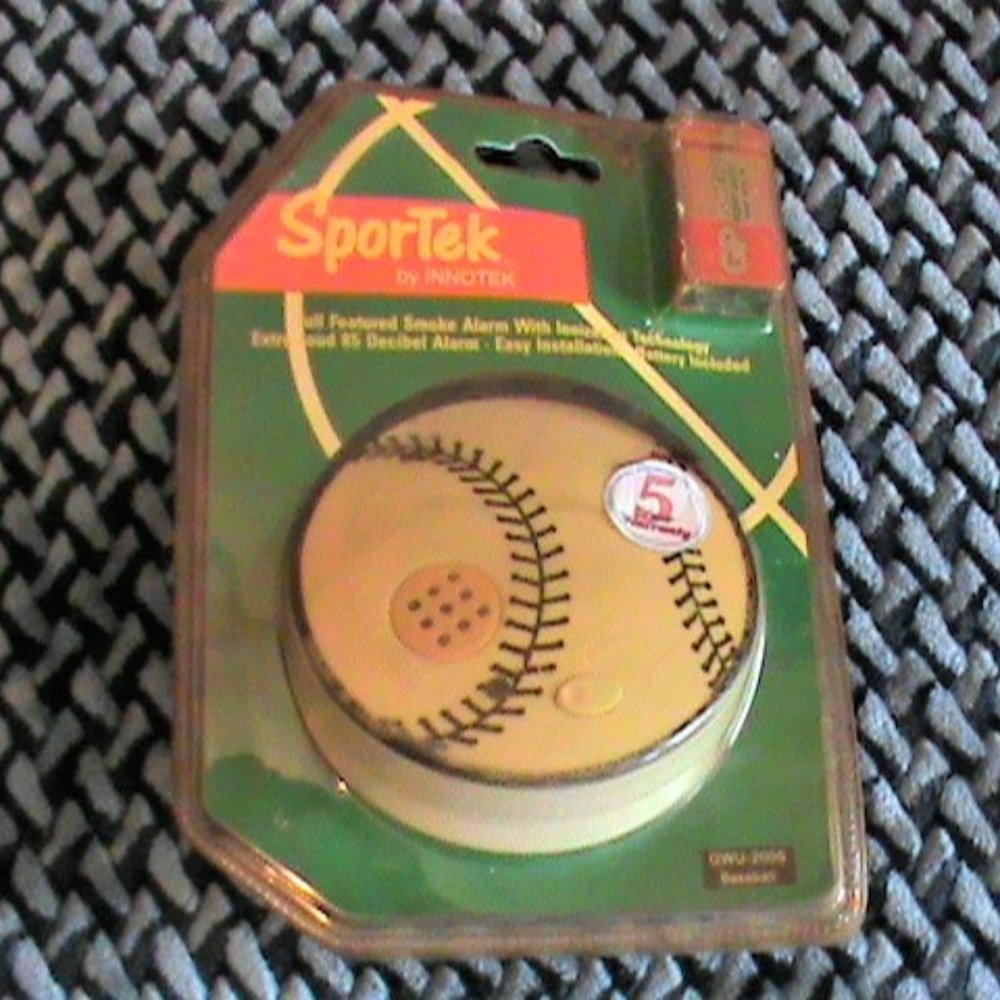 SporTek
by INNOTEK
Full Featured Smoke Alarm With Ionization Technology
Extra Loud 85 Decibel Alarm - Easy Installation - Battery Included
5
Year
Warranty
GP
Baseball